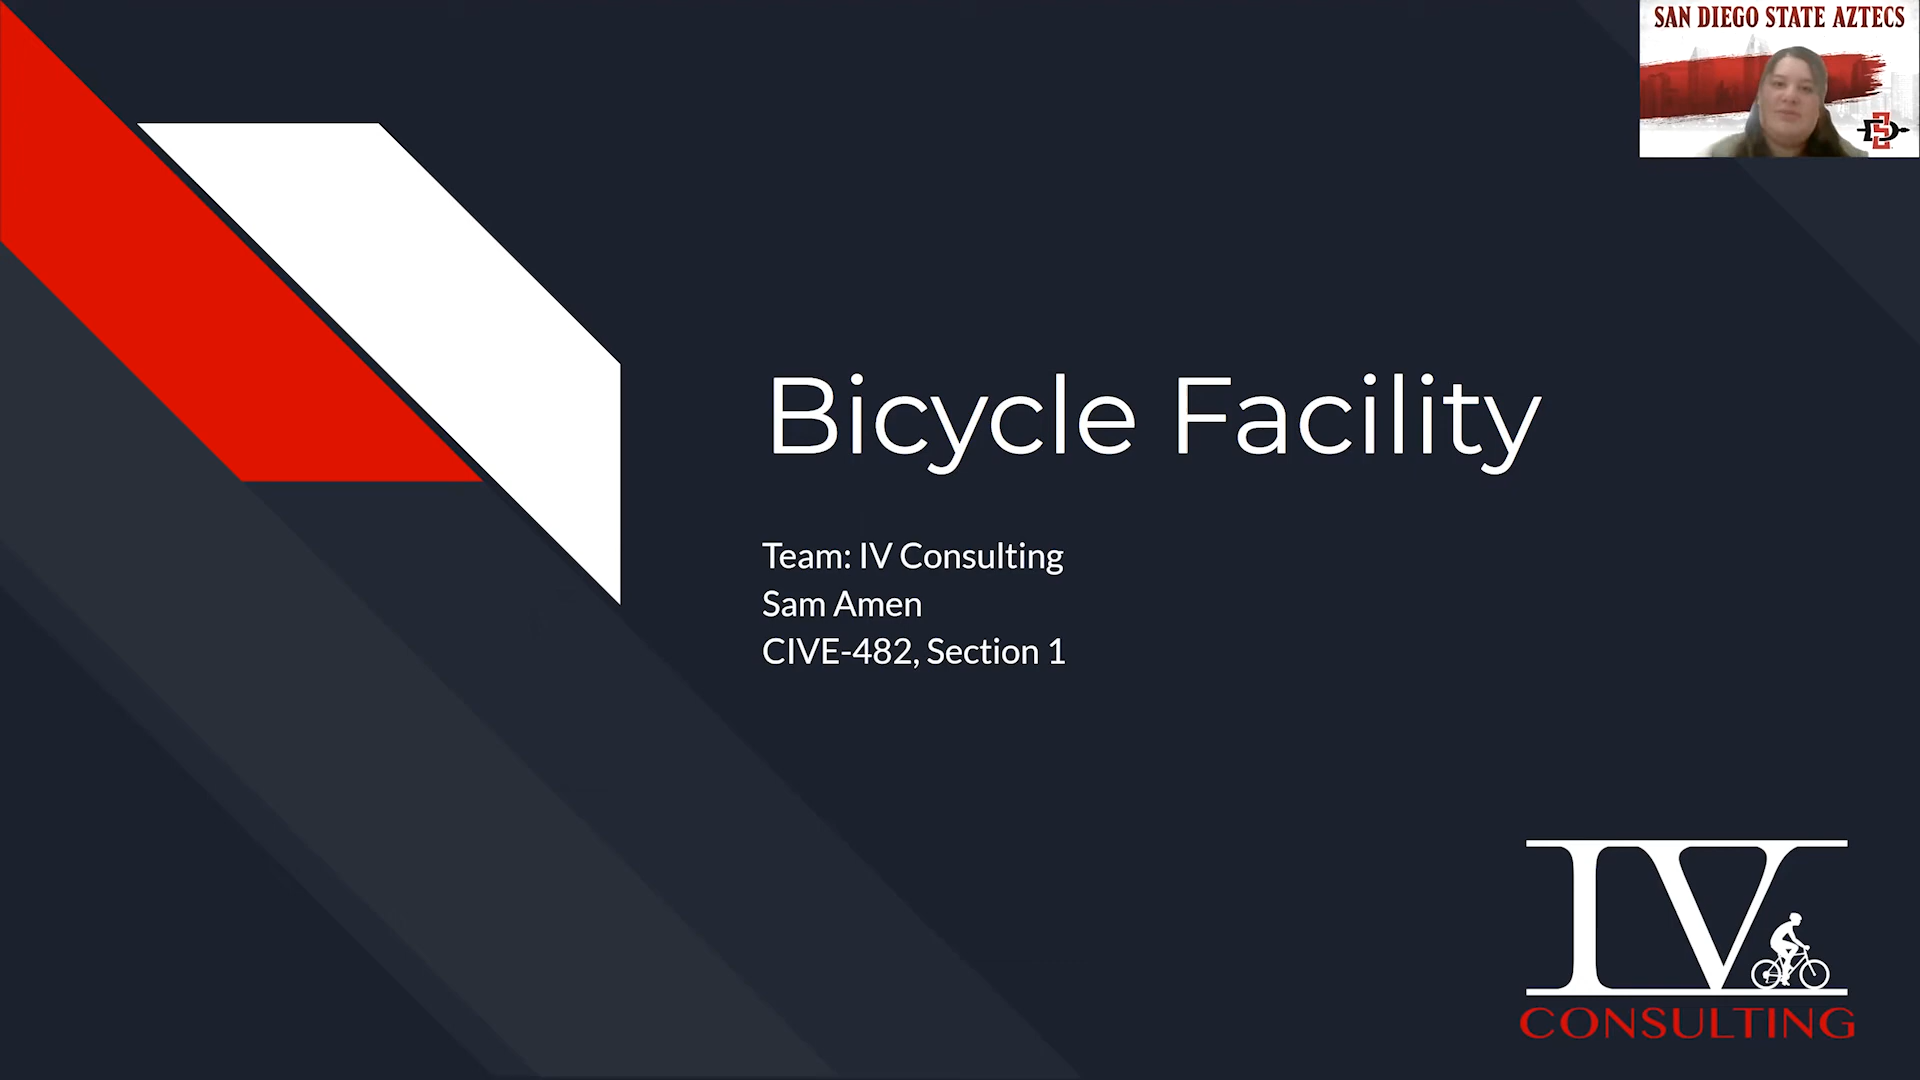 SAN DIEGO STATE AZTECS
Bicycle Facility
Team: IV Consulting
Sam Amen
CIVE-482, Section 1
IV
CONSULTING